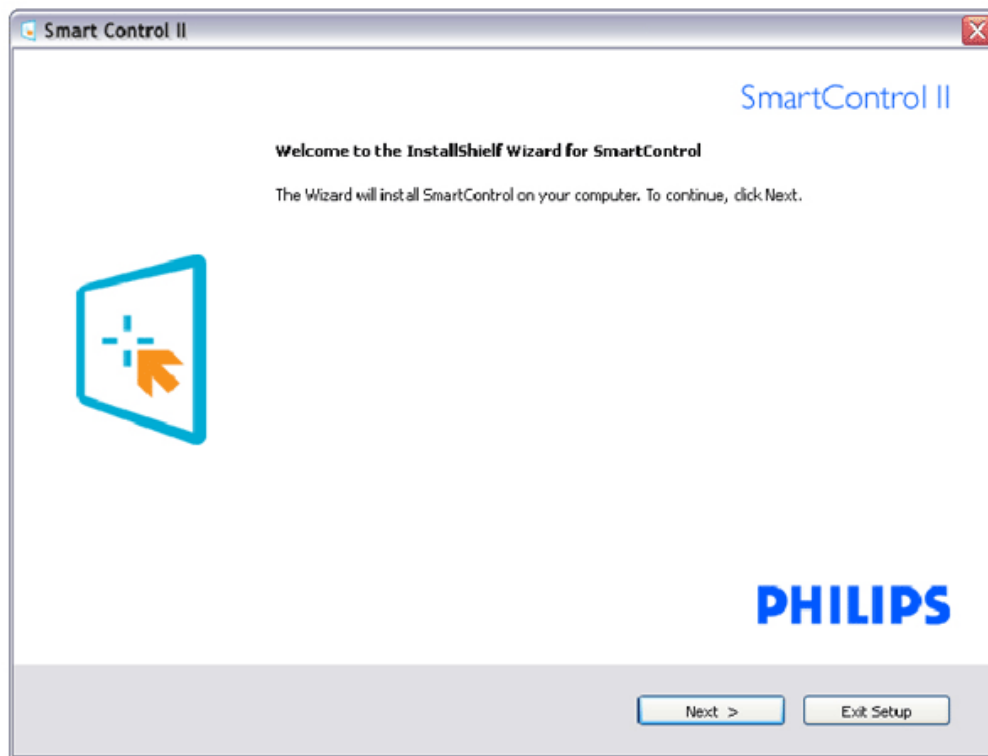 Smart Control II
SmartControl II
Welcome to the InstallShielf Wizard for SmartControl
The Wizard will install SmartControl on your computer. To continue, click Next.
PHILIPS
Next >
Exit Setup